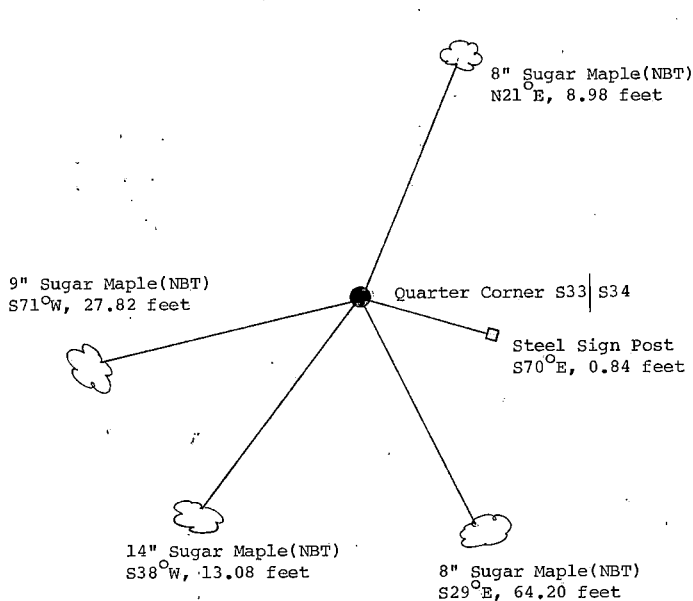 8" Sugar Maple(NBT)
N21°E, 8.98 feet
9" Sugar Maple(NBT)
S71°W, 27.82 feet
Quarter Corner S33|S34
Steel Sign Post
S70°E, 0.84 feet
14" Sugar Maple(NBT)
S38°W, 13.08 feet
8" Sugar Maple(NBT)
S29°E, 64.20 feet